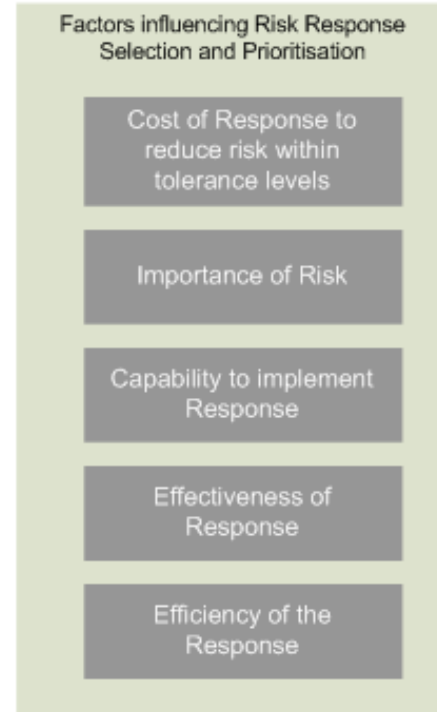 Factors influencing Risk Response
Selection and Prioritisation
Cost of Response to
reduce risk within
tolerance levels
Importance of Risk
Capability to implement
Response
Effectiveness of
Response
Efficiency of the
Response